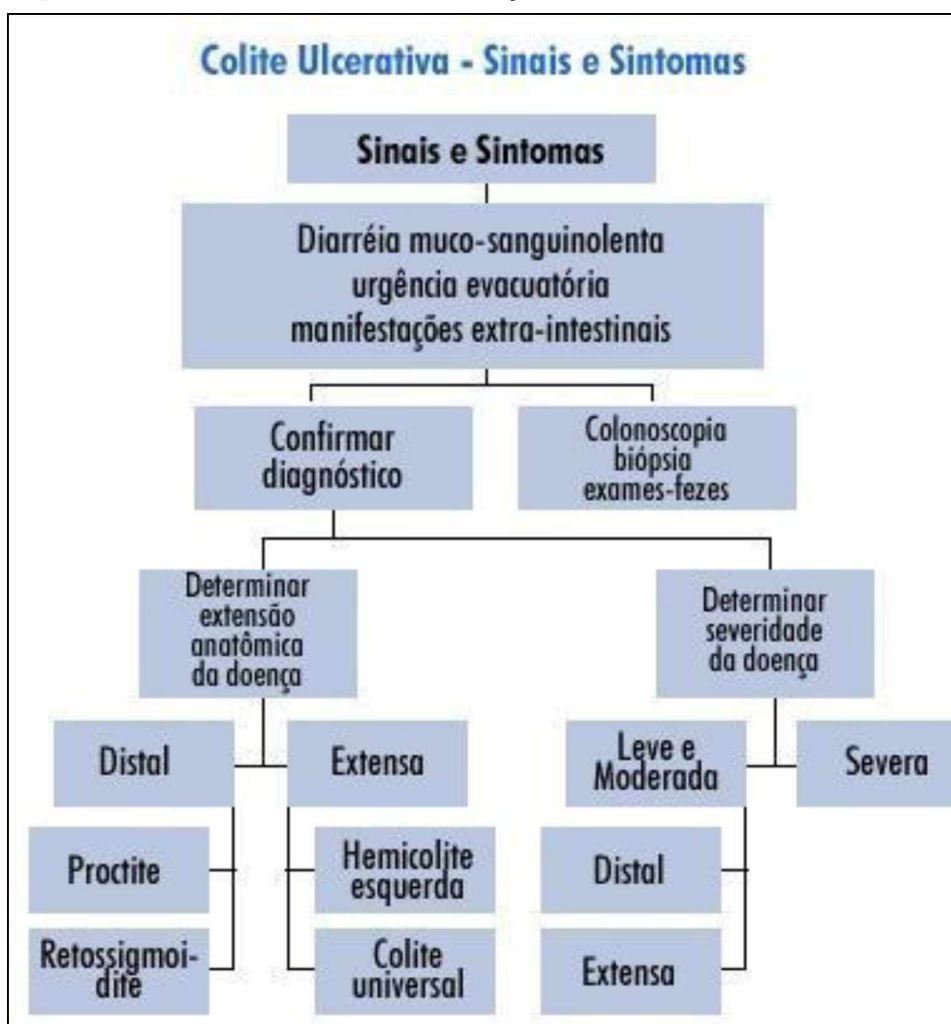 Colite Ulcerativa - Sinais e Sintomas
Sinais e Sintomas
Diarréia muco-sanguinolenta
urgência evacuatória
manifestações extra-intestinais
Confirmar
diagnóstico
Colonoscopia
biópsia
exames-fezes
Determinar
extensão
anatômica
da doença
Determinar
severidade
da doença
Distal
Extensa
Leve e
Moderada
Severa
Proctite
Hemicolite
esquerda
Distal
Retossigmoi-
dite
Colite
universal
Extensa